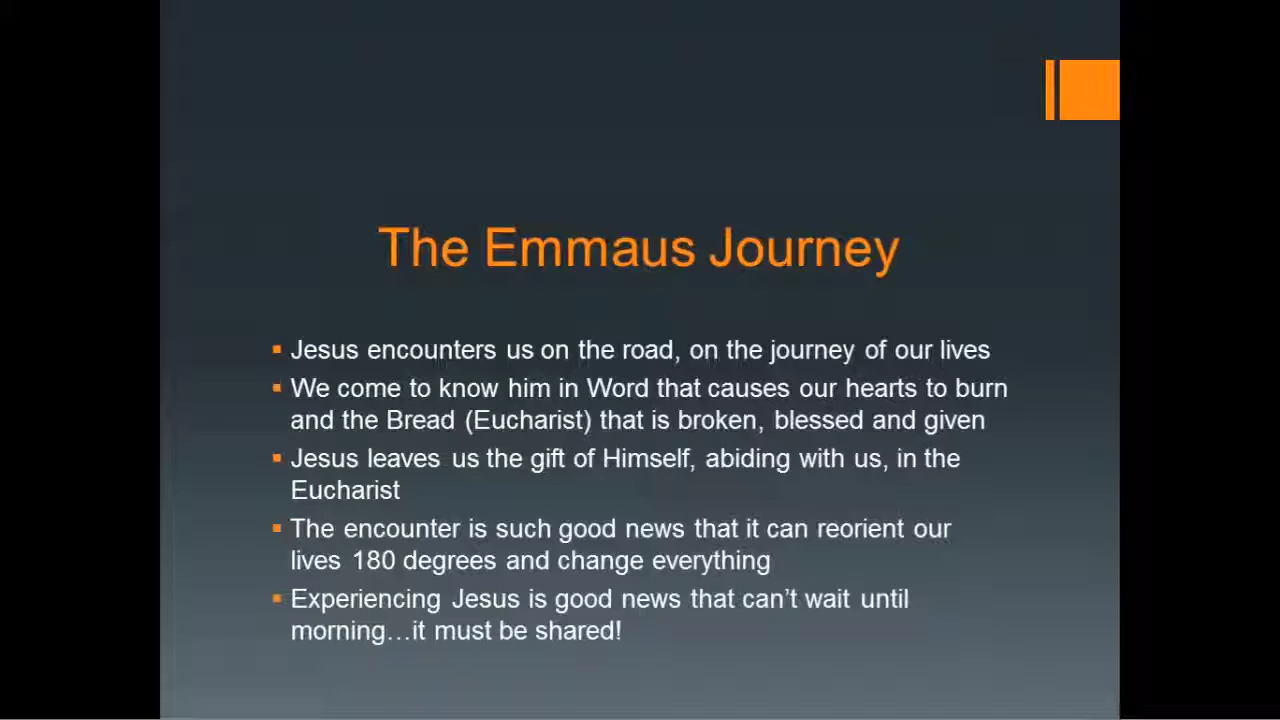 The Emmaus Journey
▪ Jesus encounters us on the road, on the journey of our lives
▪ We come to know him in Word that causes our hearts to burn
and the Bread (Eucharist) that is broken, blessed and given
▪ Jesus leaves us the gift of Himself, abiding with us, in the
Eucharist
▪ The encounter is such good news that it can reorient our
lives 180 degrees and change everything
▪ Experiencing Jesus is good news that can’t wait until
morning…it must be shared!